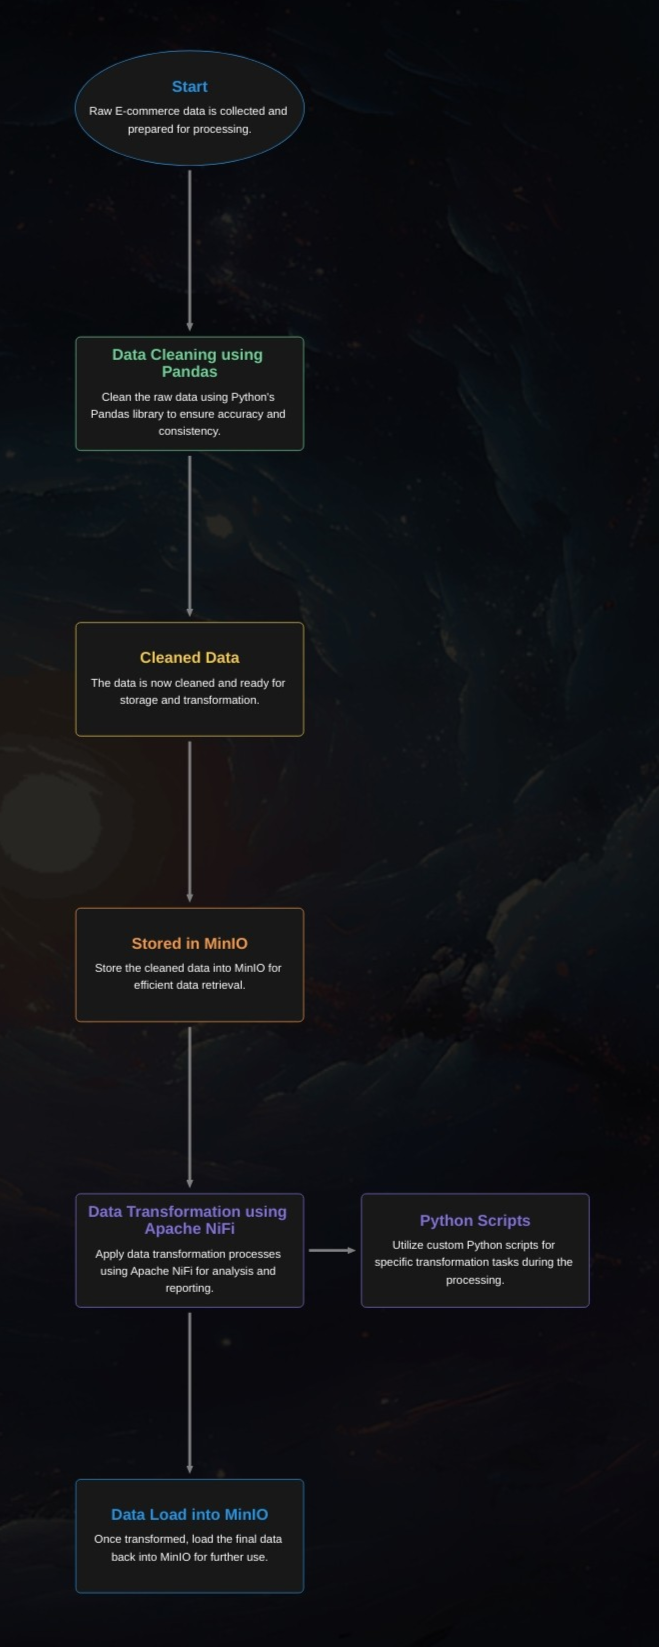 Start
Raw E-commerce data is collected and
prepared for processing.
Data Cleaning using
Pandas
Clean the raw data using Python's
Pandas library to ensure accuracy and
consistency.
Cleaned Data
The data is now cleaned and ready for
storage and transformation.
Stored in MinIO
Store the cleaned data into MinIO for
efficient data retrieval.
Data Transformation using
Apache NiFi
Apply data transformation processes
using Apache NiFi for analysis and
reporting.
Python Scripts
Utilize custom Python scripts for
specific transformation tasks during the
processing.
Data Load into MinIO
Once transformed, load the final data
back into MinIO for further use.